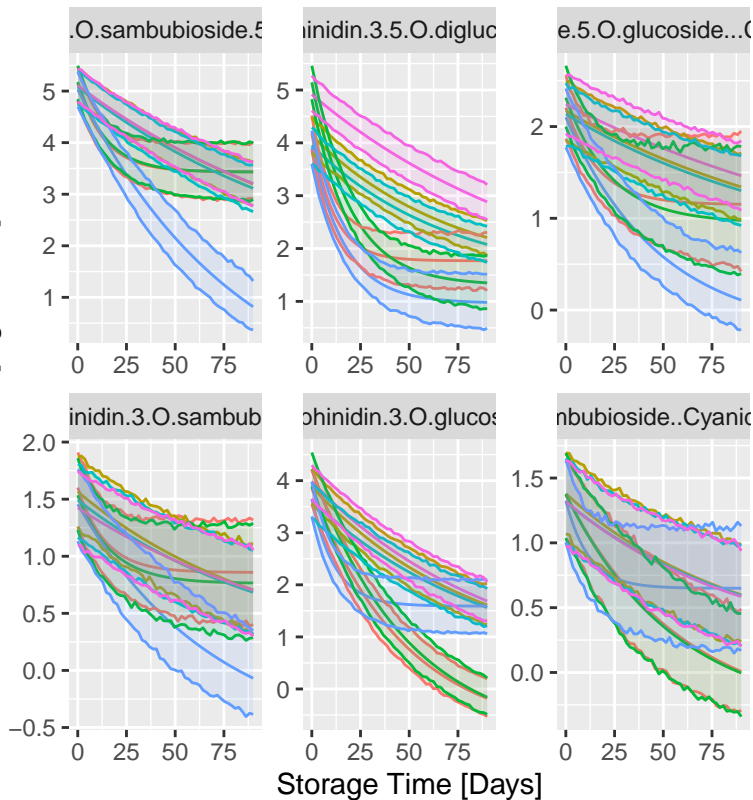 .O.sambubioside.5
inidin.3.5.O.digluc
e.5.O.glucoside...C
5
4
3
2
1
5
4
3
2
1
2
1
0
0 25 50 75
0 25 50 75
0 25 50 75
inidin.3.O.sambub
phinidin.3.O.glucos
mbubioside..Cyanic
2.0
1.5
1.0
0.5
0.0
−0.5
4
3
2
1
0
1.5
1.0
0.5
0.0
0 25 50 75
0 25 50 75
0 25 50 75
Storage Time [Days]